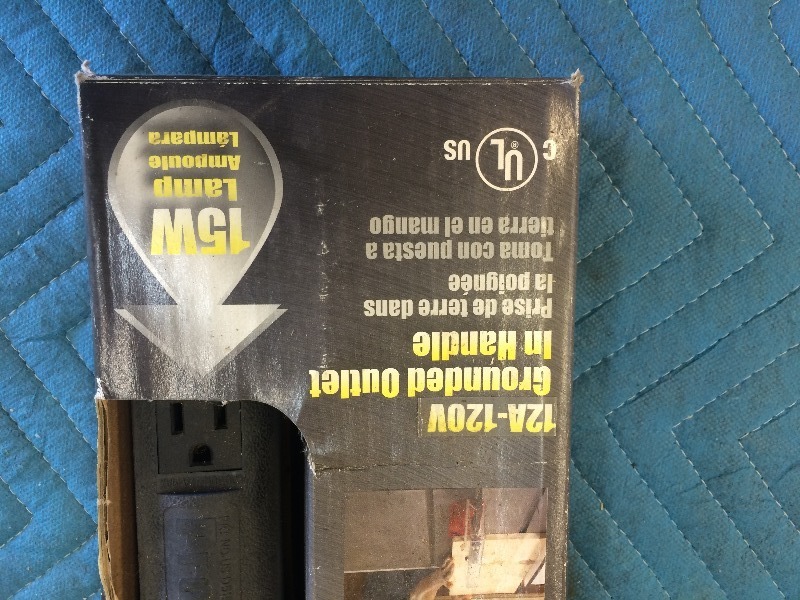 12A-120V
Grounded Outlet
In Handle
Prise de terre dans
la poignée
Toma con puesta a
tierra en el mango
C UL® US
15W
Lamp
Ampoule
Lámpara